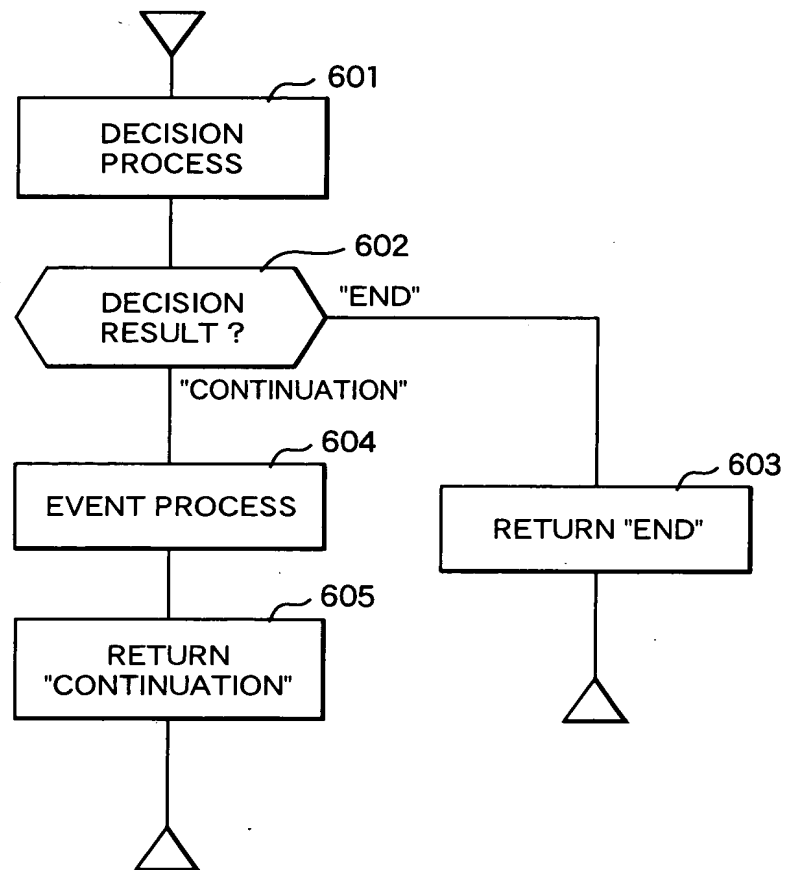 601
DECISION
PROCESS
602
DECISION
RESULT ?
"END"
"CONTINUATION"
604
EVENT PROCESS
603
RETURN "END"
605
RETURN
"CONTINUATION"